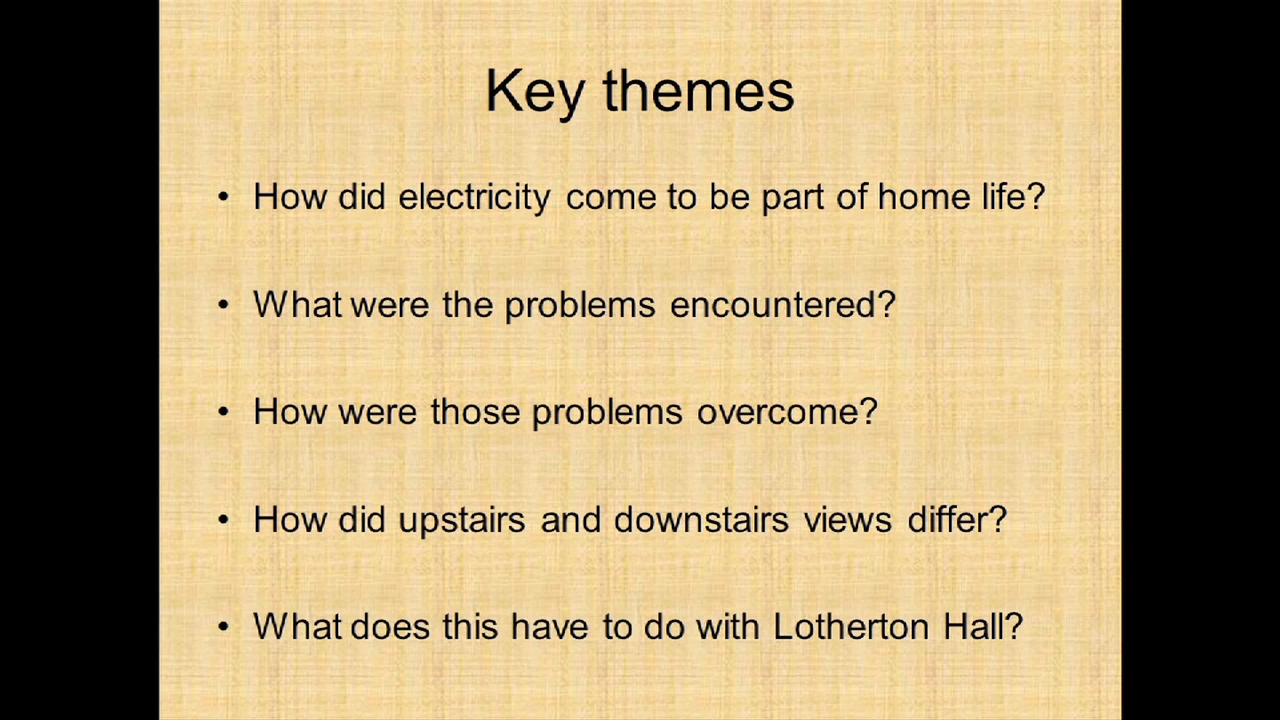 Key themes
• How did electricity come to be part of home life?
• What were the problems encountered?
• How were those problems overcome?
• How did upstairs and downstairs views differ?
• What does this have to do with Lotherton Hall?